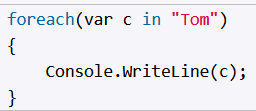 foreach(var c in "Tom")
{
    Console.WriteLine(c);
}